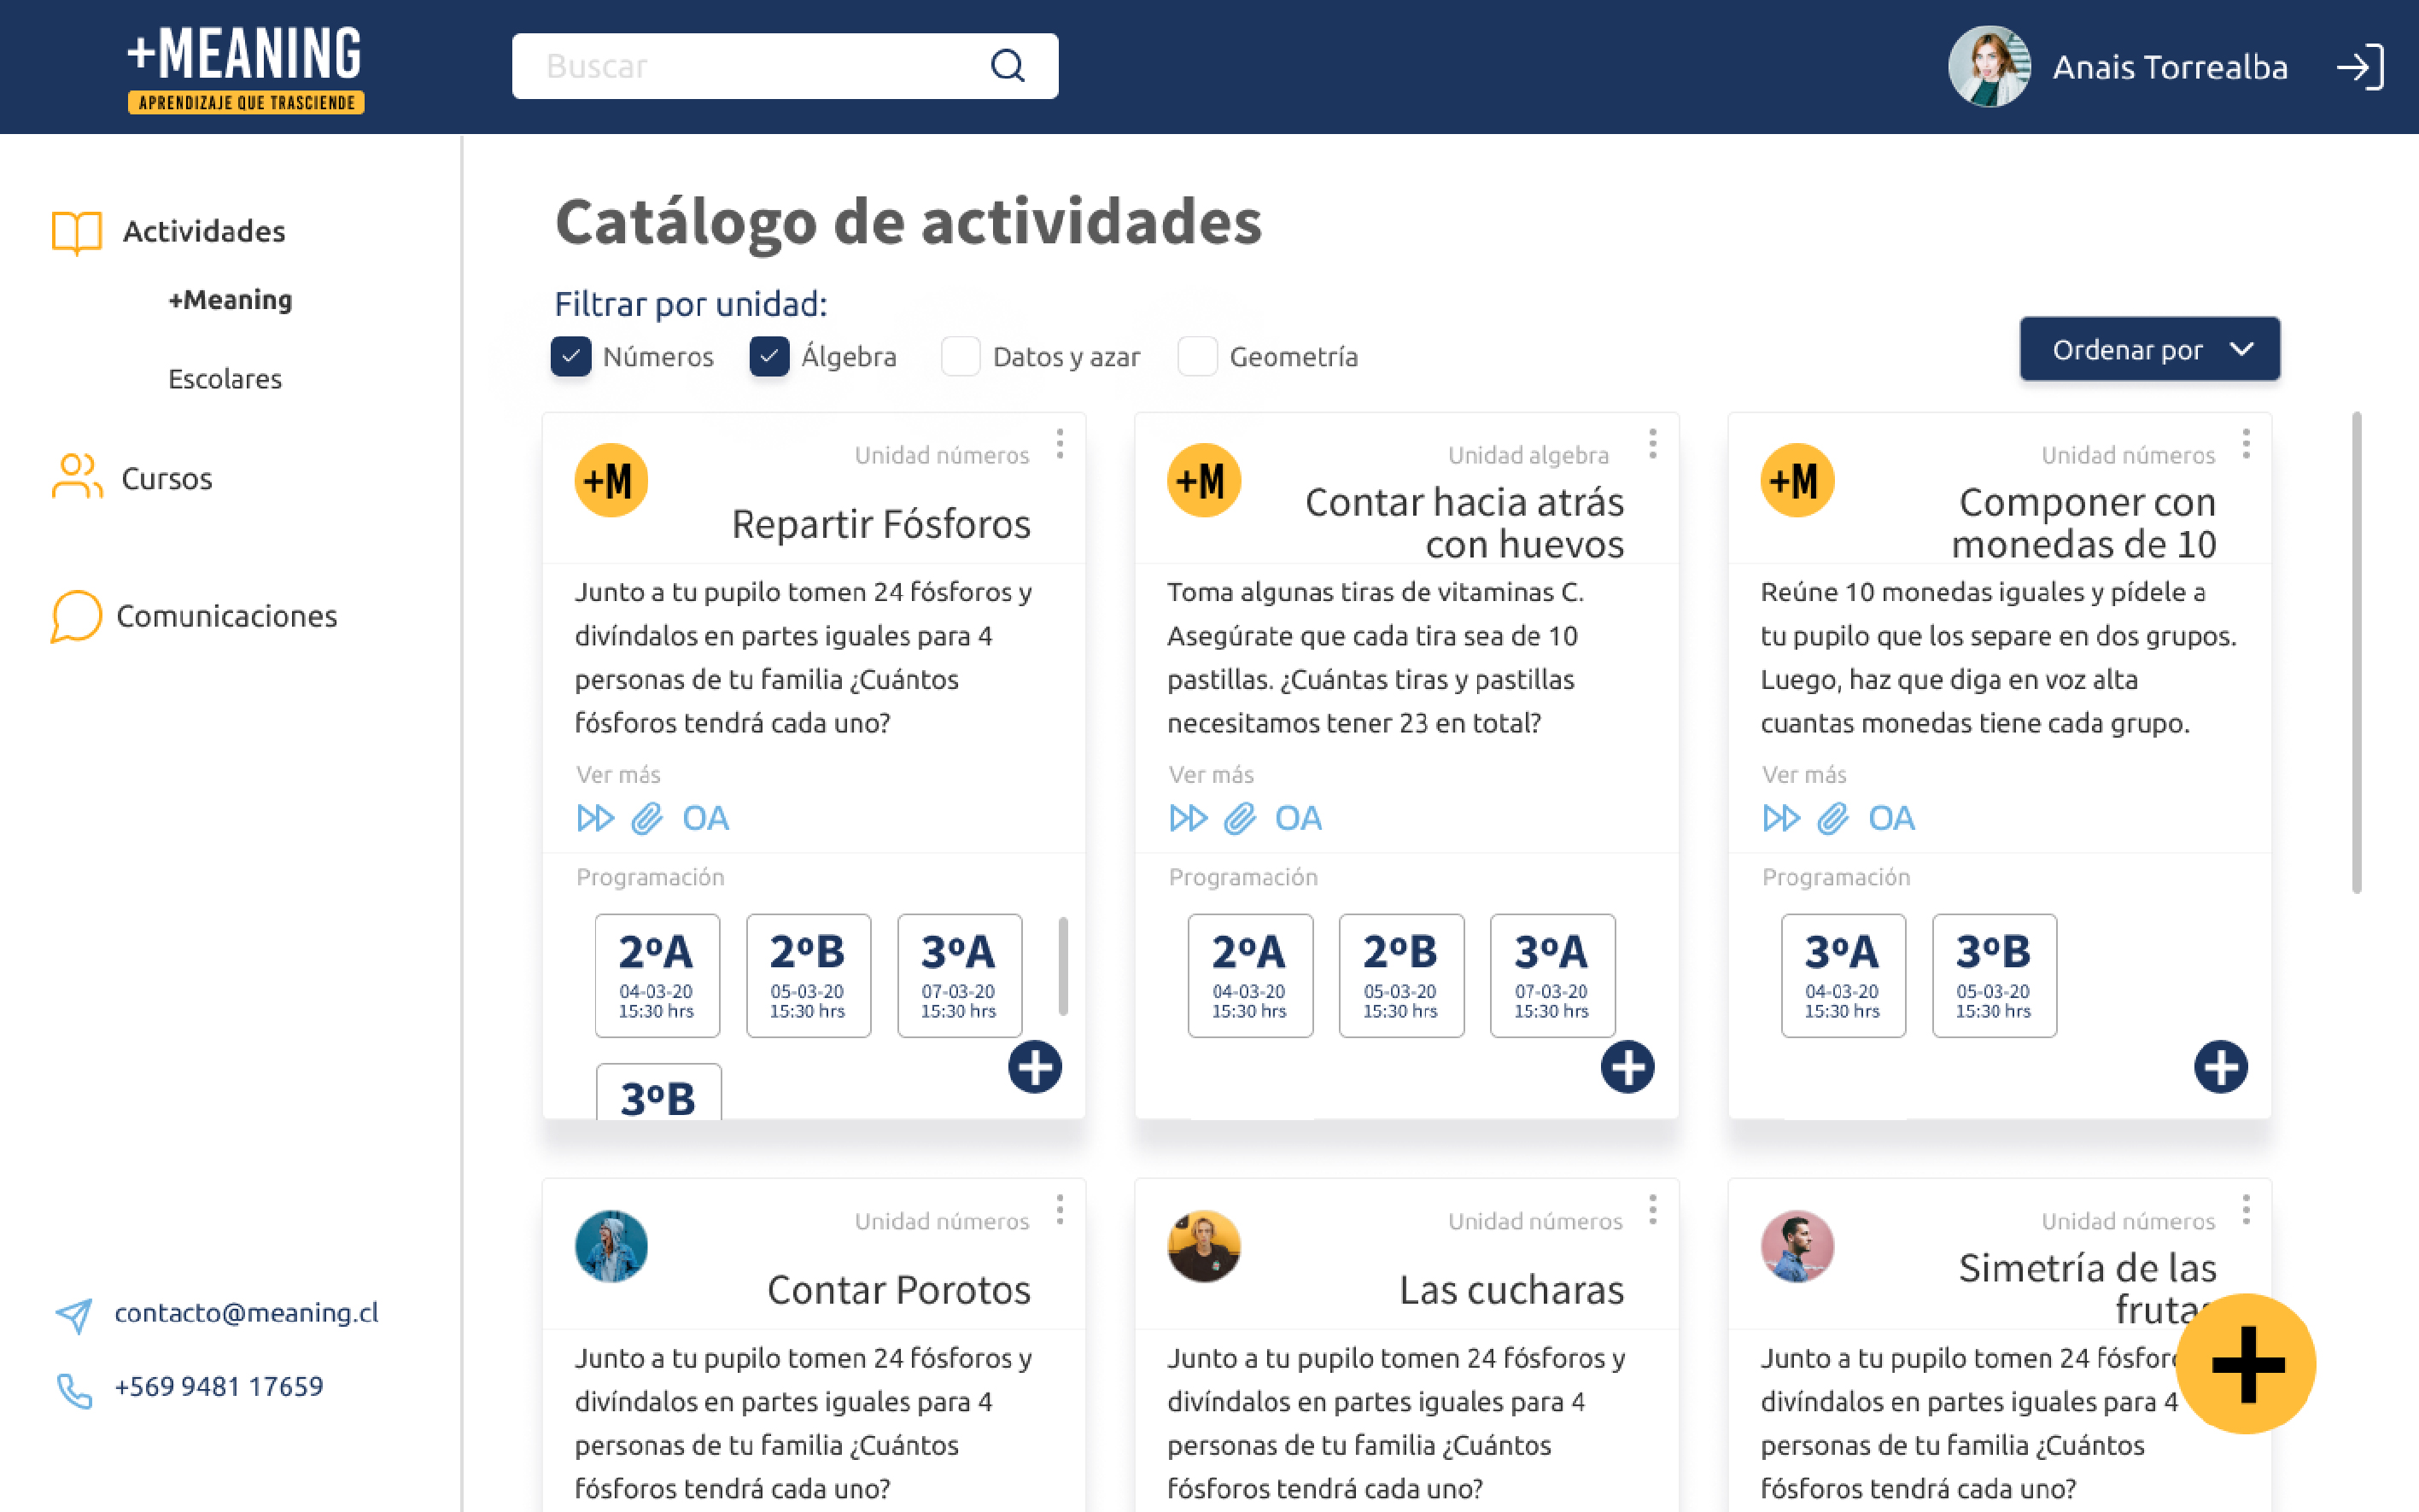 +MEANING
APRENDIZAJE QUE TRASCIENDE
Buscar
Anais Torrealba
Actividades
+Meaning
Escolares
Cursos
Comunicaciones
contacto@meaning.cl
+569 9481 17659
Catálogo de actividades
Filtrar por unidad:
Números
Álgebra
Datos y azar
Geometría
Ordenar por
+M
Unidad números
Repartir Fósforos
Junto a tu pupilo tomen 24 fósforos y
divíndalos en partes iguales para 4
personas de tu familia ¿Cuántos
fósforos tendrá cada uno?
Ver más
OA
Programación
2ºA
04-03-20
15:30 hrs
2ºB
05-03-20
15:30 hrs
3ºA
07-03-20
15:30 hrs
3ºB
+M
Unidad algebra
Contar hacia atrás
con huevos
Toma algunas tiras de vitaminas C.
Asegúrate que cada tira sea de 10
pastillas. ¿Cuántas tiras y pastillas
necesitamos tener 23 en total?
Ver más
OA
Programación
2ºA
04-03-20
15:30 hrs
2ºB
05-03-20
15:30 hrs
3ºA
07-03-20
15:30 hrs
+M
Unidad números
Componer con
monedas de 10
Reúne 10 monedas iguales y pídele a
tu pupilo que los separe en dos grupos.
Luego, haz que diga en voz alta
cuantas monedas tiene cada grupo.
Ver más
OA
Programación
3ºA
04-03-20
15:30 hrs
3ºB
05-03-20
15:30 hrs
Unidad números
Contar Porotos
Junto a tu pupilo tomen 24 fósforos y
divíndalos en partes iguales para 4
personas de tu familia ¿Cuántos
fósforos tendrá cada uno?
Unidad números
Las cucharas
Junto a tu pupilo tomen 24 fósforos y
divíndalos en partes iguales para 4
personas de tu familia ¿Cuántos
fósforos tendrá cada uno?
Unidad números
Simetría de las
frutas
Junto a tu pupilo tomen 24
divíndalos en partes iguales para 4
personas de tu familia ¿Cuántos
fósforos tendrá cada uno?